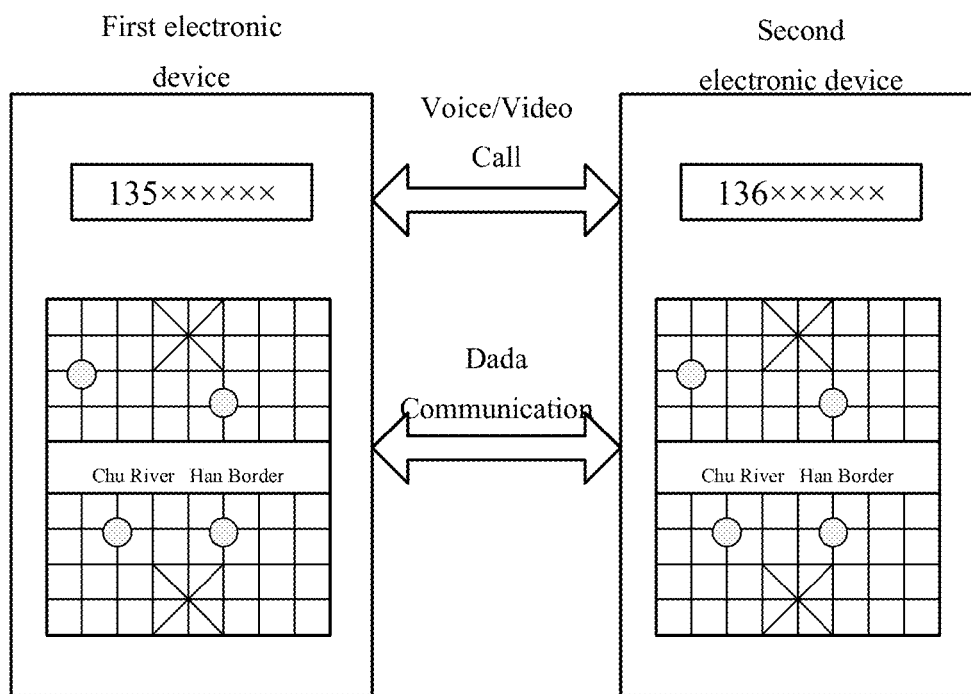 First electronic
device
Second
electronic device
Voice/Video
Call
135××××××
136××××××
Dada
Communication
Chu River Han Border
Chu River Han Border